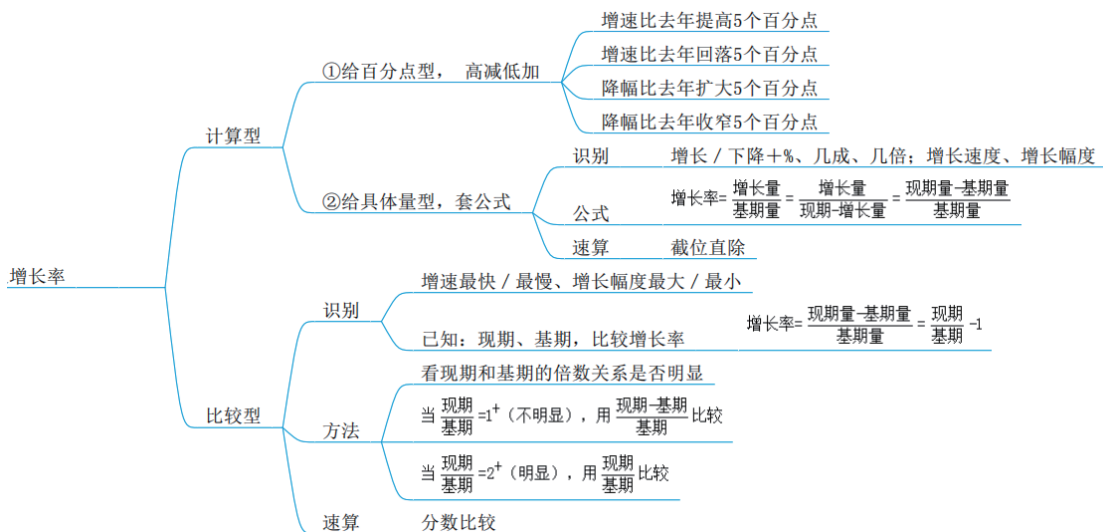 增长率
计算型
①给百分点型， 高减低加
增速比去年提高5个百分点
增速比去年回落5个百分点
降幅比去年扩大5个百分点
降幅比去年收窄5个百分点
②给具体量型，套公式
识别 增长／下降＋%、几成、几倍；增长速度、增长幅度
公式 增长率=增长量/基期量=增长量/现期-增长量=现期量-基期量/基期量
速算 截位直除
比较型
识别
增速最快／最慢、增长幅度最大／最小
已知：现期、基期，比较增长率 增长率=现期量-基期量/基期量=现期/基期-1
方法
看现期和基期的倍数关系是否明显
当现期/基期=1⁺（不明显），用现期-基期/基期比较
当现期/基期=2⁺（明显），用现期/基期比较
速算 分数比较